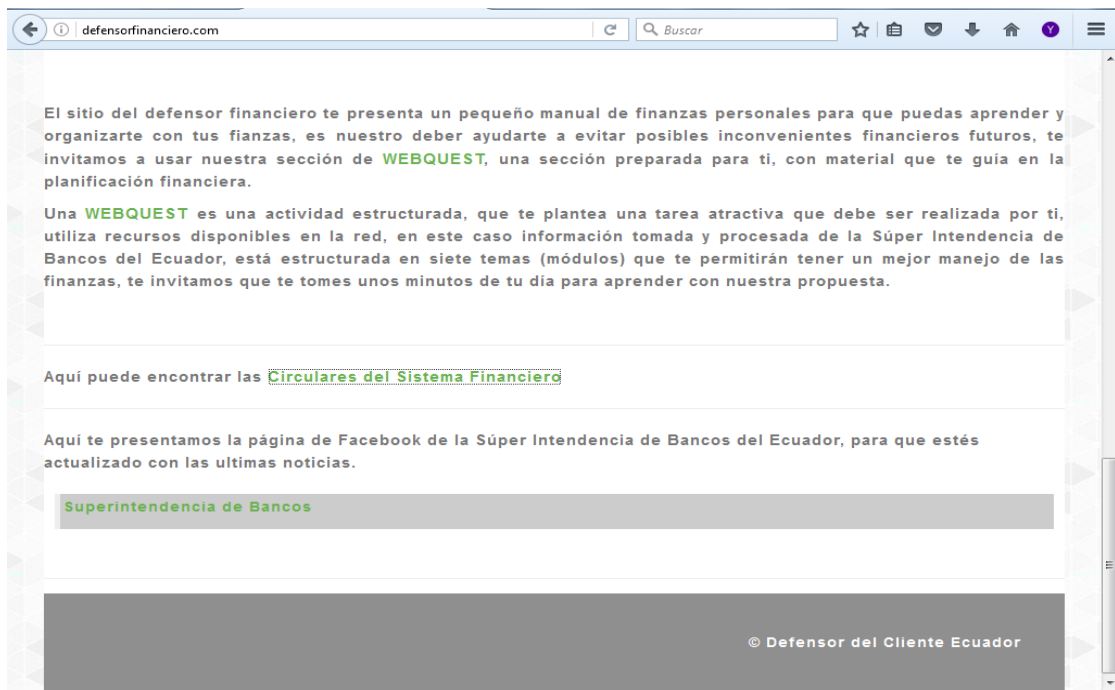 defensorfinanciero.com
Buscar
Y
El sitio del defensor financiero te presenta un pequeño manual de finanzas personales para que puedas aprender y
organizarte con tus fianzas, es nuestro deber ayudarte a evitar posibles inconvenientes financieros futuros, te
invitamos a usar nuestra sección de WEBQUEST, una sección preparada para ti, con material que te guía en la
planificación financiera.
Una WEBQUEST es una actividad estructurada, que te plantea una tarea atractiva que debe ser realizada por ti,
utiliza recursos disponibles en la red, en este caso información tomada y procesada de la Súper Intendencia de
Bancos del Ecuador, está estructurada en siete temas (módulos) que te permitirán tener un mejor manejo de las
finanzas, te invitamos que te tomes unos minutos de tu día para aprender con nuestra propuesta.
Aquí puede encontrar las Circulares del Sistema Financiero
Aquí te presentamos la página de Facebook de la Súper Intendencia de Bancos del Ecuador, para que estés
actualizado con las ultimas noticias.
Superintendencia de Bancos
© Defensor del Cliente Ecuador